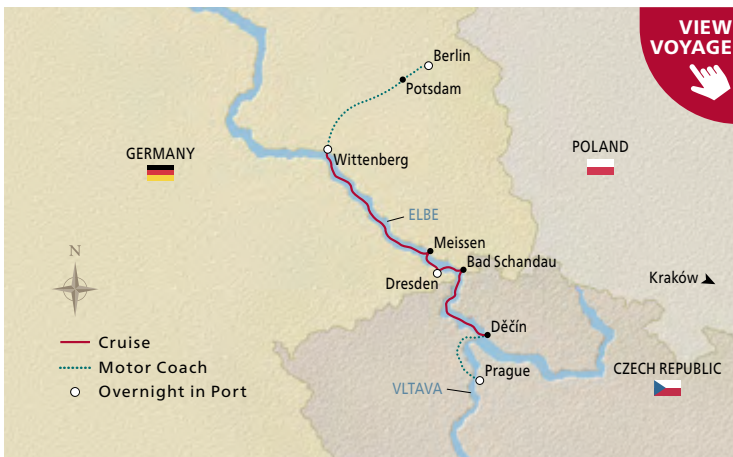 VIEW
VOYAGE
Berlin
Potsdam
GERMANY
POLAND
Wittenberg
ELBE
Meissen
N
Bad Schandau
Dresden
Kraków
Děčín
Cruise
Motor Coach
Prague
CZECH REPUBLIC
Overnight in Port
VLTAVA